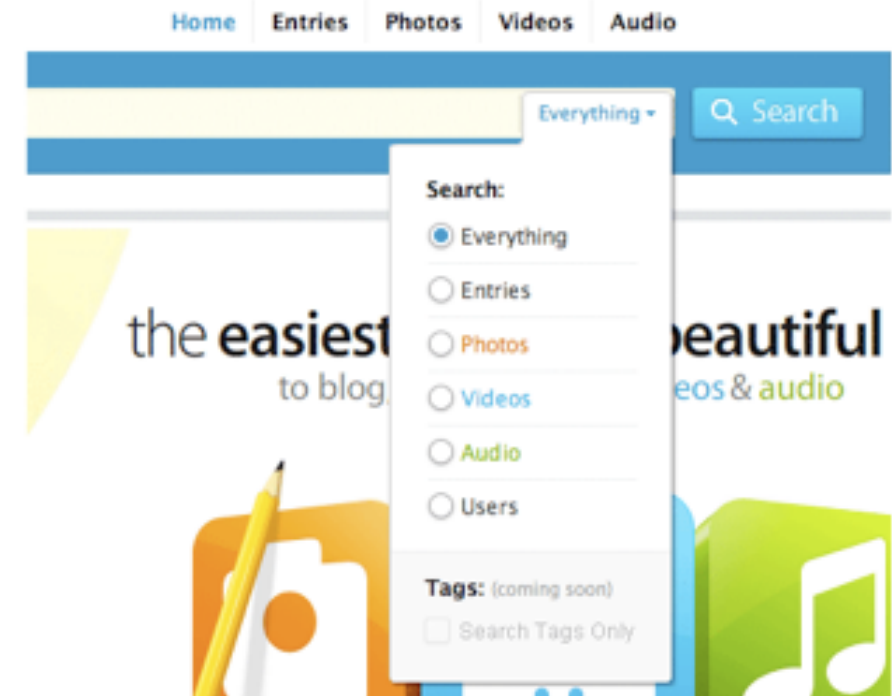 Home Entries Photos Videos Audio
Everything
Search
Search:
Everything
Entries
Photos
Videos
Audio
Users
Tags: (coming soon)
Search Tags Only
the easiest eautiful
to blog, eos & audio